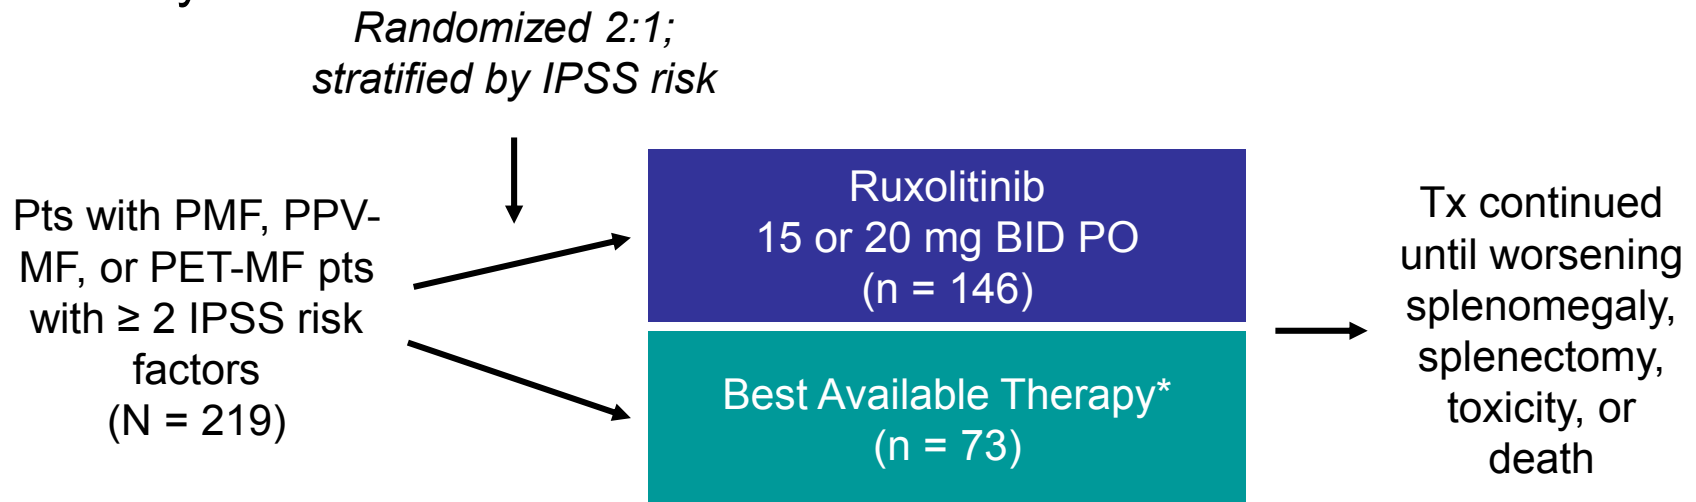 Randomized 2:1;
stratified by IPSS risk
Pts with PMF, PPV-
MF, or PET-MF pts
with ≥ 2 IPSS risk
factors
(N = 219)
Ruxolitinib
15 or 20 mg BID PO
(n = 146)
Best Available Therapy*
(n = 73)
Tx continued
until worsening
splenomegaly,
splenectomy,
toxicity, or
death